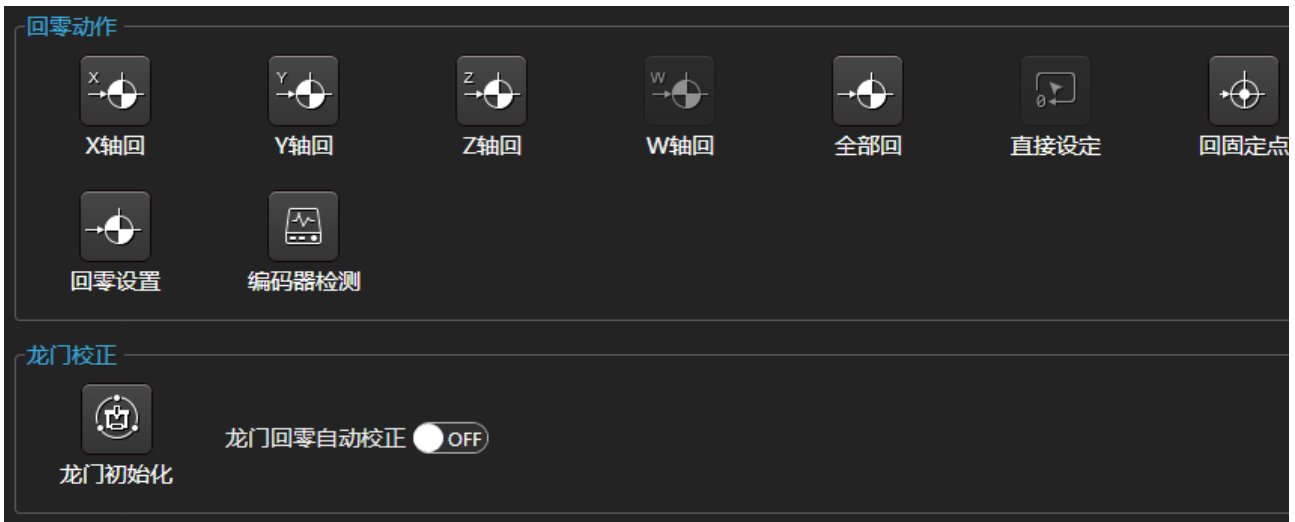 回零动作
X Y Z W
0
X轴回 Y轴回 Z轴回 W轴回 全部回 直接设定 回固定点
回零设置 编码器检测
龙门校正
龙门回零自动校正 OFF
龙门初始化